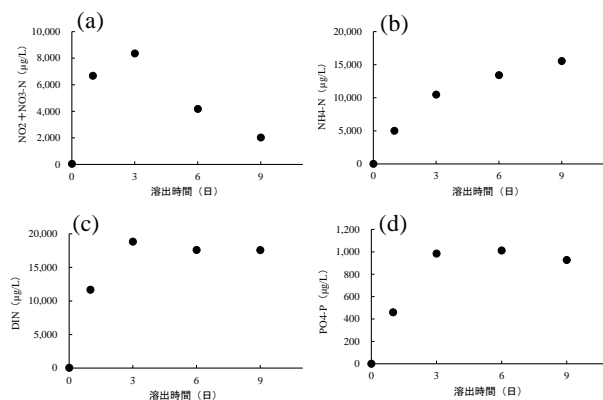 (a)
NO2＋NO3-N（µg/L）
10,000
8,000
6,000
4,000
2,000
0
0 3 6 9
溶出時間（日）
(b)
NH4-N（µg/L）
20,000
15,000
10,000
5,000
0
0 3 6 9
溶出時間（日）
(c)
DIN（µg/L）
20,000
15,000
10,000
5,000
0
0 3 6 9
溶出時間（日）
(d)
PO4-P（µg/L）
1,200
1,000
800
600
400
200
0
0 3 6 9
溶出時間（日）